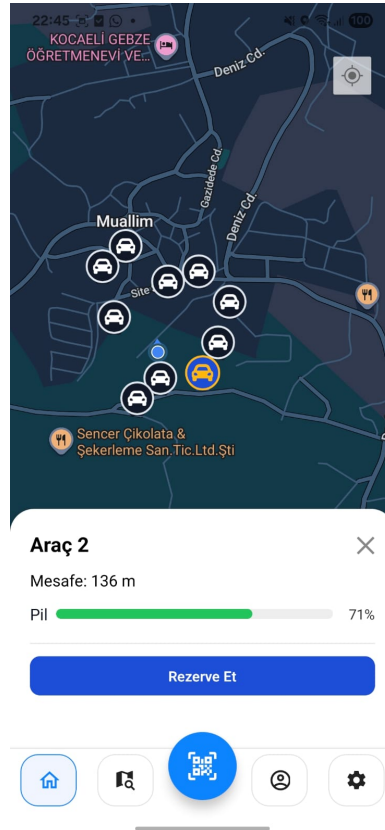 22:45
100
KOCAELİ GEBZE
ÖĞRETMENEVİ VE...
Deniz Cd.
Gazidede Cd.
Deniz Cd.
Muallim
Site
Sencer Çikolata &
Şekerleme San.Tic.Ltd.Şti
Araç 2
Mesafe: 136 m
Pil
71%
Rezerve Et